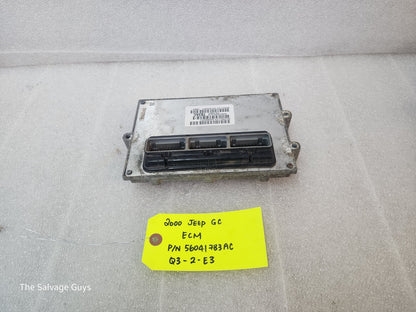 2000 JEEP GC
ECM
P/N 56041783AC
Q3-2-E3
The Salvage Guys